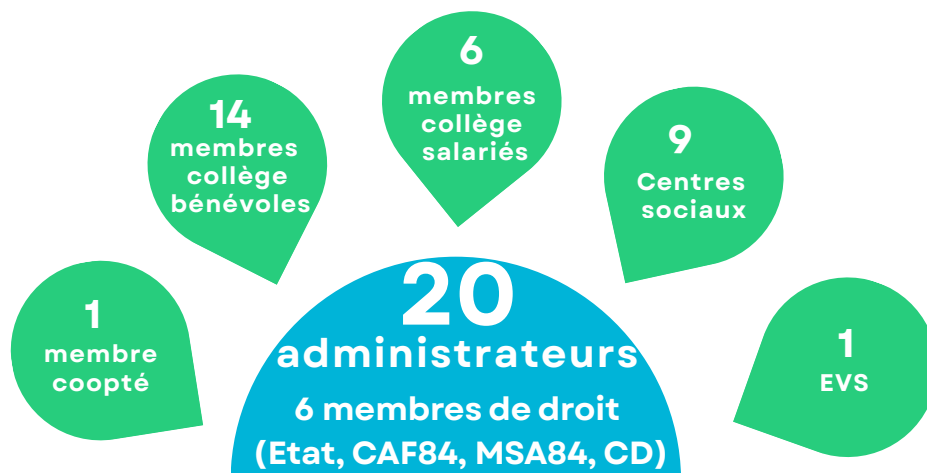 1
membre
coopté
14
membres
collège
bénévoles
6
membres
collège
salariés
9
Centres
sociaux
1
EVS
20
administrateurs
6 membres de droit
(Etat, CAF84, MSA84, CD)